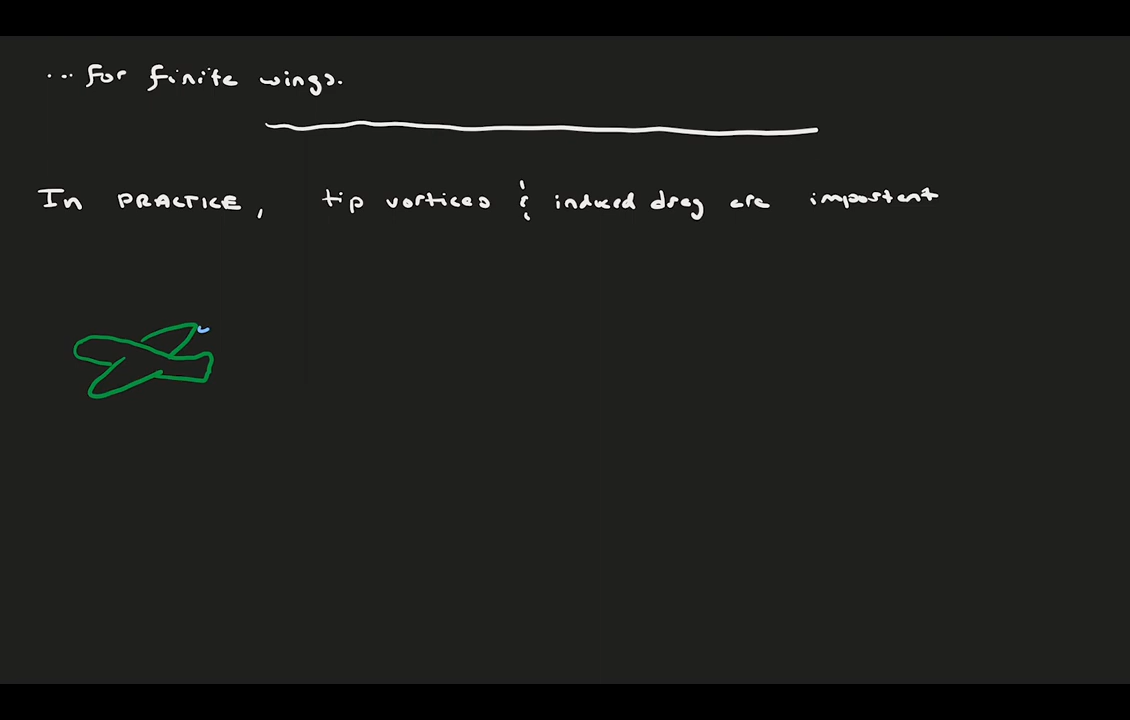 ... for finite wings.
In PRACTICE, tip vortices & induced drag are important